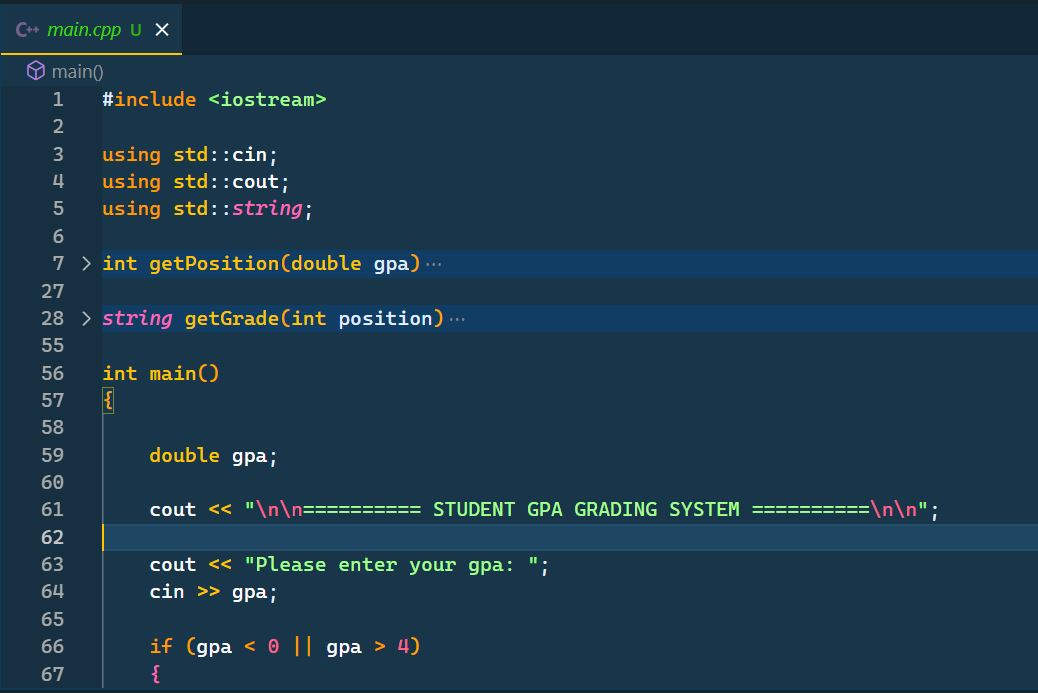 C++ main.cpp U ×
main()
1 #include <iostream>
2
3 using std::cin;
4 using std::cout;
5 using std::string;
6
7 > int getPosition(double gpa) ···
27
28 > string getGrade(int position) ···
55
56 int main()
57 {
58
59 double gpa;
60
61 cout << "\n\n========== STUDENT GPA GRADING SYSTEM ==========\n\n";
62
63 cout << "Please enter your gpa: ";
64 cin >> gpa;
65
66 if (gpa < 0 || gpa > 4)
67 {